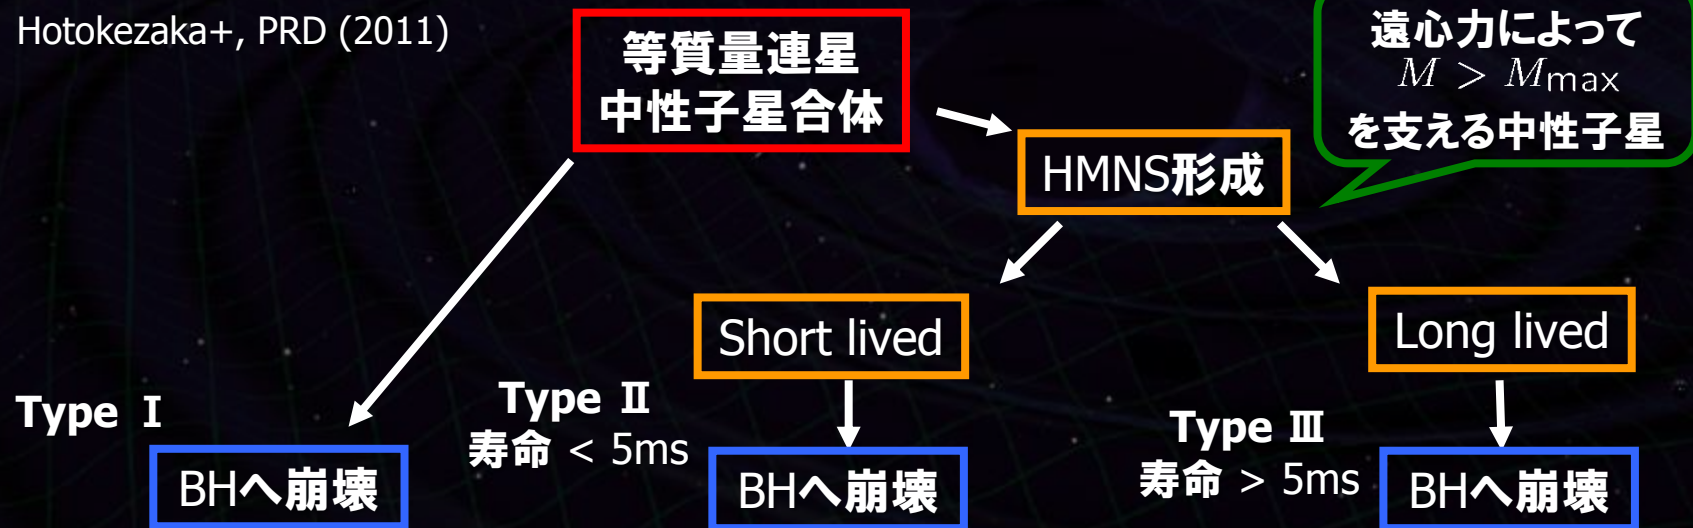 Hotokezaka+, PRD (2011)
等質量連星
中性子星合体
遠心力によって
M > Mmax
を支える中性子星
HMNS形成
Short lived
Long lived
Type Ⅰ
BHへ崩壊
Type Ⅱ
寿命 < 5ms
BHへ崩壊
Type Ⅲ
寿命 > 5ms
BHへ崩壊